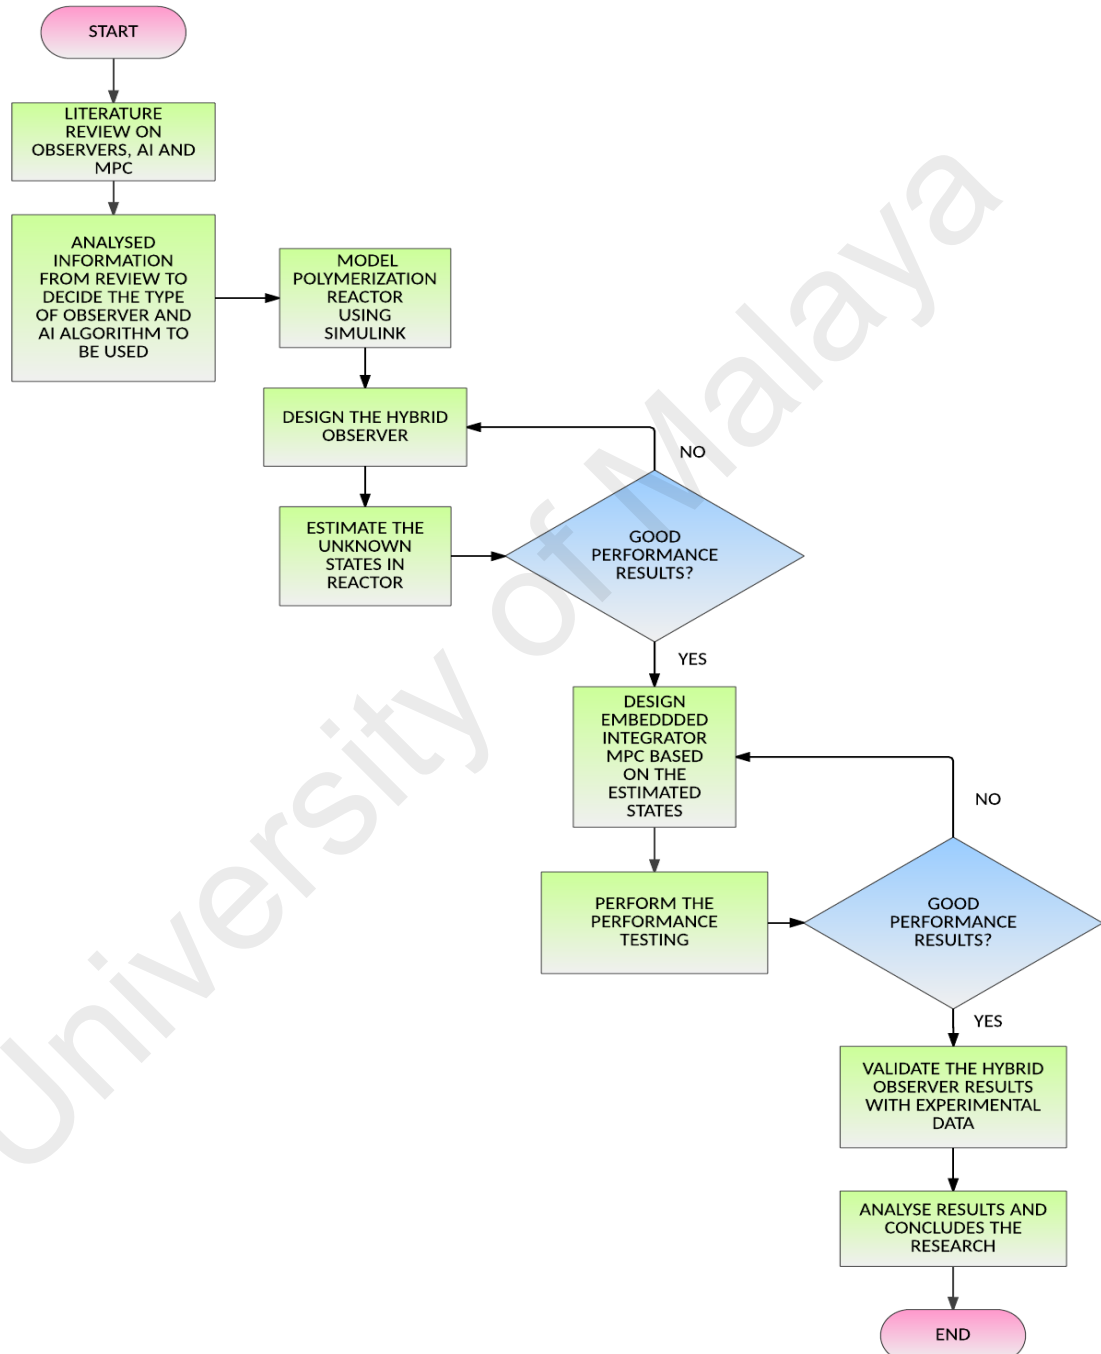 START
LITERATURE
REVIEW ON
OBSERVERS, AI AND
MPC
ANALYSED
INFORMATION
FROM REVIEW TO
DECIDE THE TYPE
OF OBSERVER AND
AI ALGORITHM TO
BE USED
MODEL
POLYMERIZATION
REACTOR
USING
SIMULINK
DESIGN THE HYBRID
OBSERVER
NO
ESTIMATE THE
UNKNOWN
STATES IN
REACTOR
GOOD
PERFORMANCE
RESULTS?
YES
DESIGN
EMBEDDDED
INTEGRATOR
MPC BASED
ON THE
ESTIMATED
STATES
NO
PERFORM THE
PERFORMANCE
TESTING
GOOD
PERFORMANCE
RESULTS?
YES
VALIDATE THE HYBRID
OBSERVER RESULTS
WITH EXPERIMENTAL
DATA
ANALYSE RESULTS AND
CONCLUDES THE
RESEARCH
END
University of Malaya